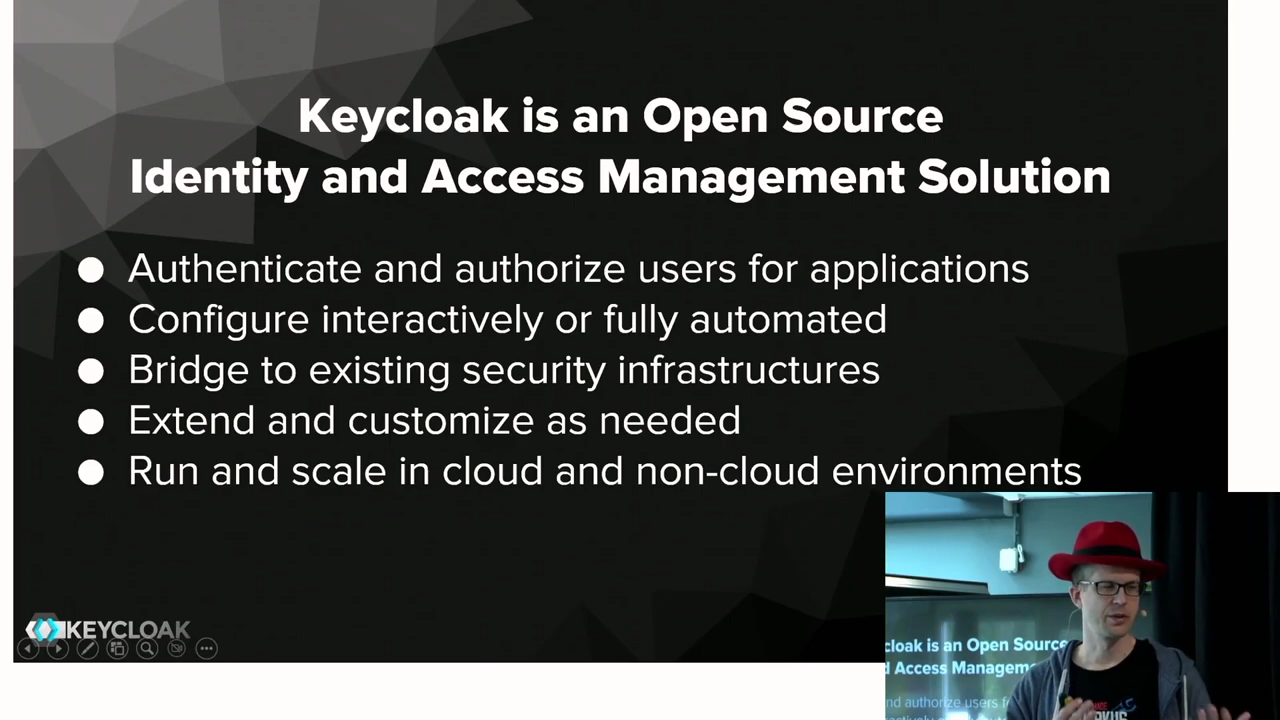 Keycloak is an Open Source
Identity and Access Management Solution
● Authenticate and authorize users for applications
● Configure interactively or fully automated
● Bridge to existing security infrastructures
● Extend and customize as needed
● Run and scale in cloud and non-cloud environments
KEYCLOAK
cloak is an Open Source
d Access Managem
nd authorize users f